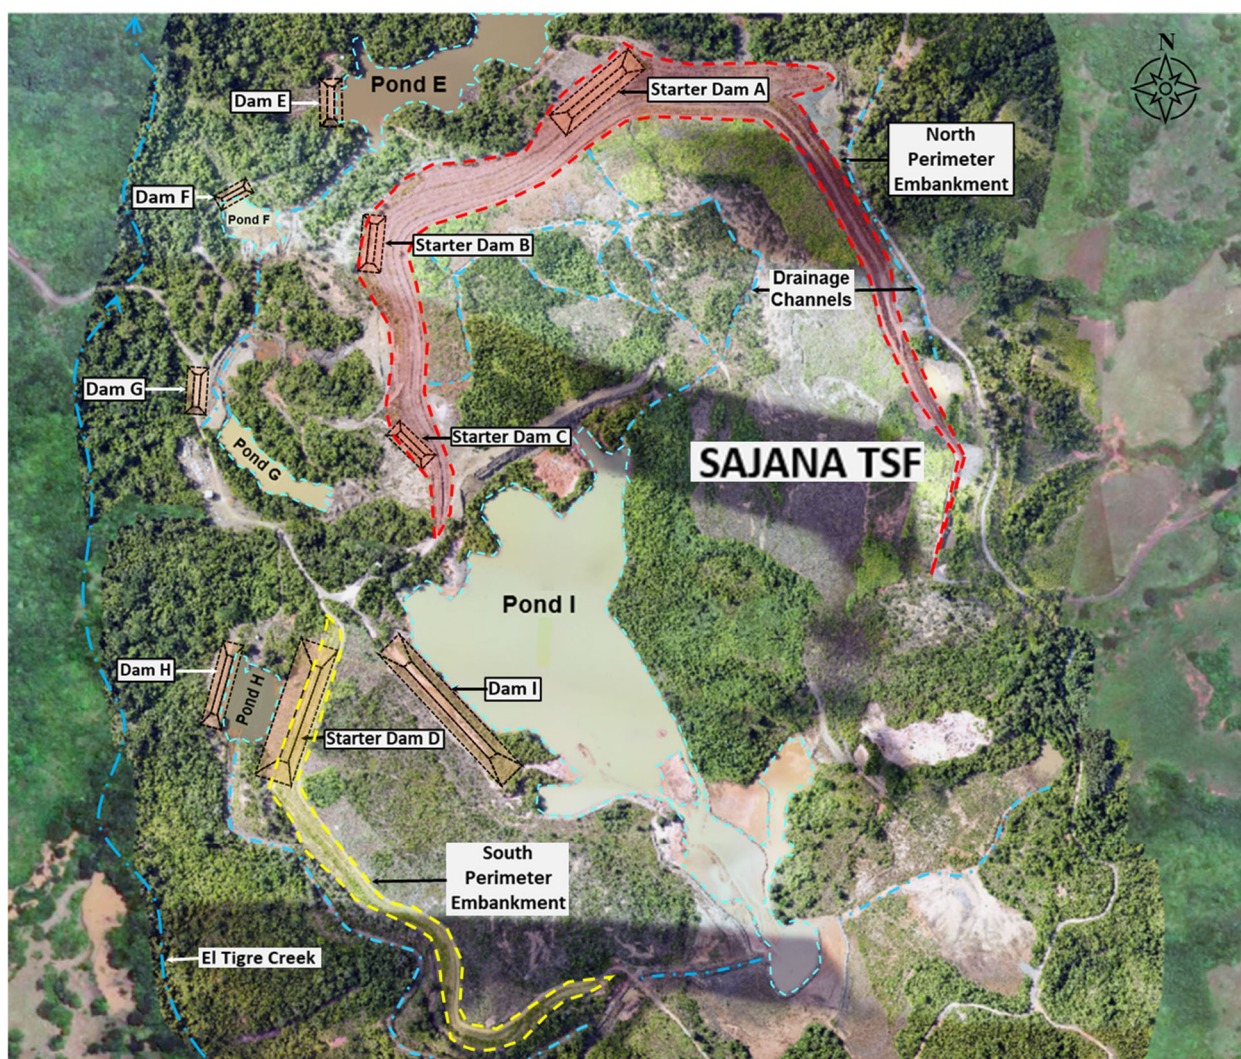 N
Pond E
Dam E
Starter Dam A
North
Perimeter
Embankment
Dam F
Pond F
Starter Dam B
Drainage
Channels
Dam G
Starter Dam C
Pond G
SAJANA TSF
Pond I
Dam H
Pond H
Dam I
Starter Dam D
South
Perimeter
Embankment
El Tigre Creek